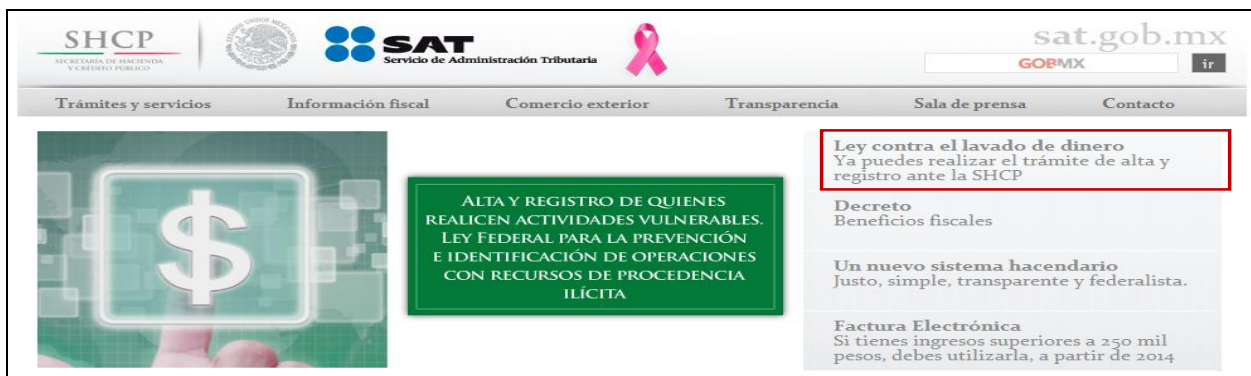 SHCP
SECRETARÍA DE HACIENDA
Y CRÉDITO PÚBLICO
ESTADOS UNIDOS MEXICANOS
SAT
Servicio de Administración Tributaria
sat.gob.mx
GOBMX
ir
Trámites y servicios
Información fiscal
Comercio exterior
Transparencia
Sala de prensa
Contacto
$
ALTA Y REGISTRO DE QUIENES
REALICEN ACTIVIDADES VULNERABLES.
LEY FEDERAL PARA LA PREVENCIÓN
E IDENTIFICACIÓN DE OPERACIONES
CON RECURSOS DE PROCEDENCIA
ILÍCITA
Ley contra el lavado de dinero
Ya puedes realizar el trámite de alta y
registro ante la SHCP
Decreto
Beneficios fiscales
Un nuevo sistema hacendario
Justo, simple, transparente y federalista.
Factura Electrónica
Si tienes ingresos superiores a 250 mil
pesos, debes utilizarla, a partir de 2014